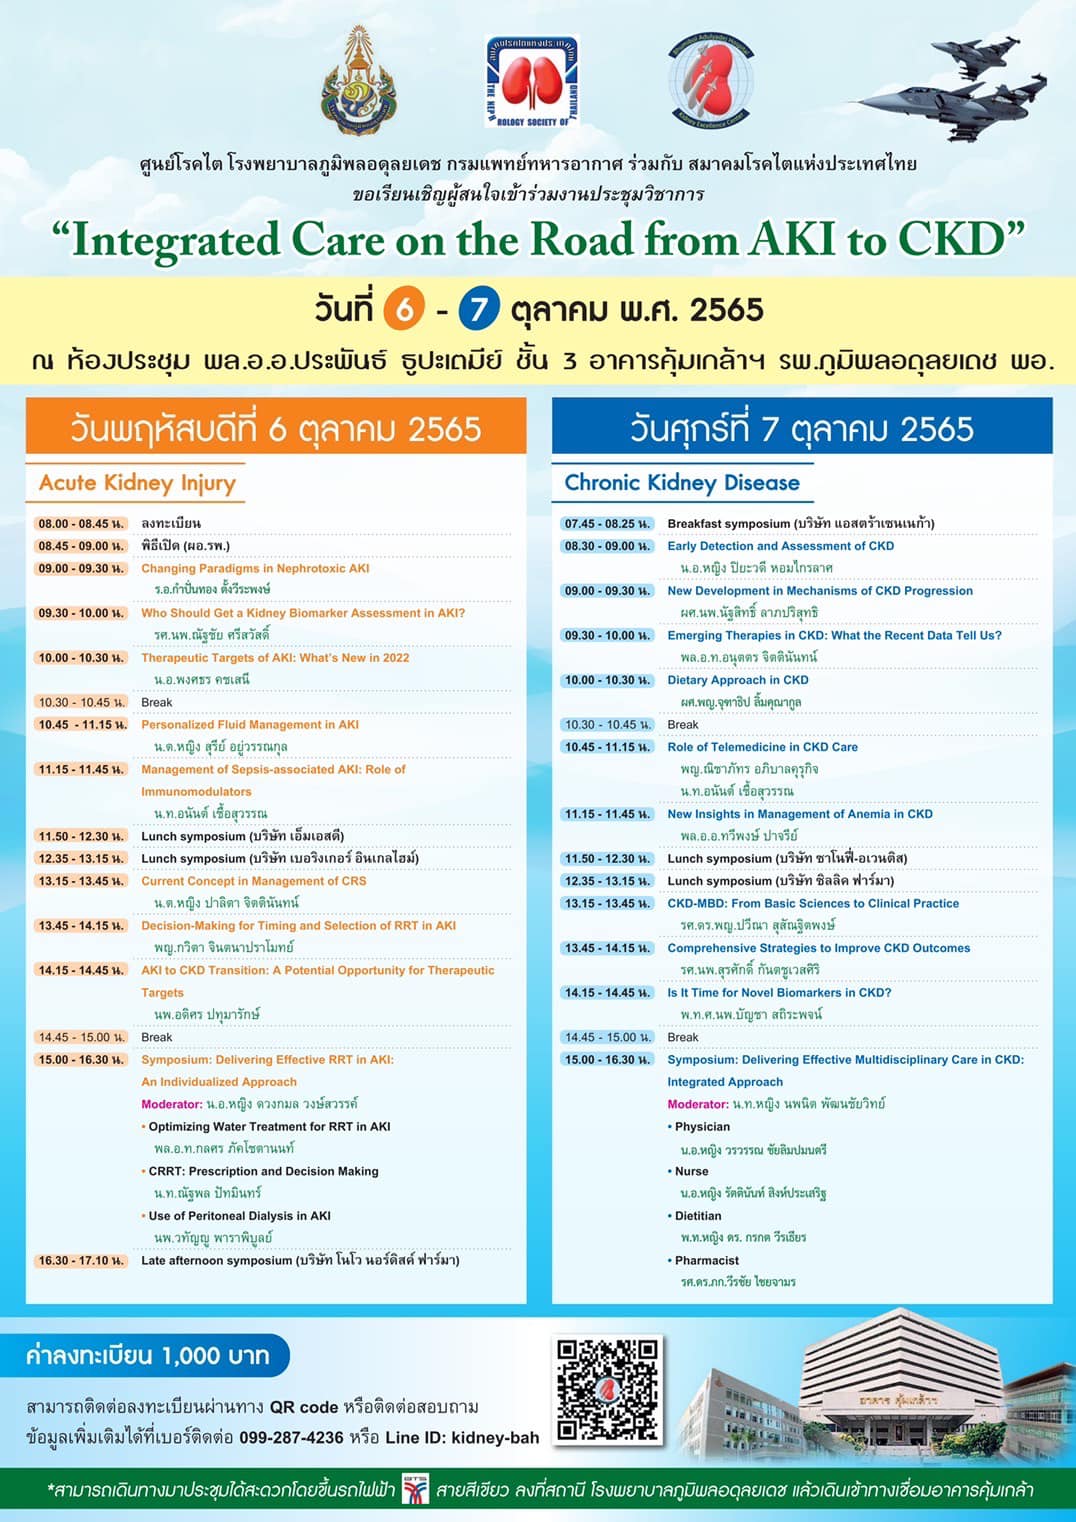 สมาคมโรคไตแห่งประเทศไทย
THE NEPHROLOGY SOCIETY OF THAILAND
Bhumibol Adulyadej Hospital
Kidney Excellence Center
ศูนย์โรคไต โรงพยาบาลภูมิพลอดุลยเดช กรมแพทย์ทหารอากาศ ร่วมกับ สมาคมโรคไตแห่งประเทศไทย
ขอเรียนเชิญผู้สนใจเข้าร่วมงานประชุมวิชาการ
“Integrated Care on the Road from AKI to CKD”
วันที่ 6 - 7 ตุลาคม พ.ศ. 2565
ณ ห้องประชุม พล.อ.อ.ประพันธ์ ธูปะเตมีย์ ชั้น 3 อาคารคุ้มเกล้าฯ รพ.ภูมิพลอดุลยเดช พอ.
วันพฤหัสบดีที่ 6 ตุลาคม 2565
Acute Kidney Injury
08.00 - 08.45 น. ลงทะเบียน
08.45 - 09.00 น. พิธีเปิด (ผอ.รพ.)
09.00 - 09.30 น. Changing Paradigms in Nephrotoxic AKI
ร.อ.กำปั่นทอง ตั้งวีระพงษ์
09.30 - 10.00 น. Who Should Get a Kidney Biomarker Assessment in AKI?
รศ.นพ.ณัฐชัย ศรีสวัสดิ์
10.00 - 10.30 น. Therapeutic Targets of AKI: What's New in 2022
น.อ.พงศธร คชเสนี
10.30 - 10.45 น. Break
10.45 - 11.15 น. Personalized Fluid Management in AKI
น.ต.หญิง สุรีย์ อยู่วรรณกุล
11.15 - 11.45 น. Management of Sepsis-associated AKI: Role of
Immunomodulators
น.ท.อนันต์ เชื้อสุวรรณ
11.50 - 12.30 น. Lunch symposium (บริษัท เอ็มเอสดี)
12.35 - 13.15 น. Lunch symposium (บริษัท เบอริงเกอร์ อินเกลไฮม์)
13.15 - 13.45 น. Current Concept in Management of CRS
น.ต.หญิง ปาลิตา จิตตินันทน์
13.45 - 14.15 น. Decision-Making for Timing and Selection of RRT in AKI
พญ.กวิตา จินตนาปราโมทย์
14.15 - 14.45 น. AKI to CKD Transition: A Potential Opportunity for Therapeutic
Targets
นพ.อดิศร ปทุมารักษ์
14.45 - 15.00 น. Break
15.00 - 16.30 น. Symposium: Delivering Effective RRT in AKI:
An Individualized Approach
Moderator: น.อ.หญิง ดวงกมล วงษ์สวรรค์
• Optimizing Water Treatment for RRT in AKI
พล.อ.ท.กลศร ภัคโชตานนท์
• CRRT: Prescription and Decision Making
น.ท.ณัฐพล ปัทมินทร์
• Use of Peritoneal Dialysis in AKI
นพ.วทัญญู พาราพิบูลย์
16.30 - 17.10 น. Late afternoon symposium (บริษัท โนโว นอร์ดิสค์ ฟาร์มา)
วันศุกร์ที่ 7 ตุลาคม 2565
Chronic Kidney Disease
07.45 - 08.25 น. Breakfast symposium (บริษัท แอสตร้าเซนเนก้า)
08.30 - 09.00 น. Early Detection and Assessment of CKD
น.อ.หญิง ปิยะวดี หอมไกรลาศ
09.00 - 09.30 น. New Development in Mechanisms of CKD Progression
ผศ.นพ.นัฐสิทธิ์ ลาภปริสุทธิ
09.30 - 10.00 น. Emerging Therapies in CKD: What the Recent Data Tell Us?
พล.อ.ท.อนุตตร จิตตินันทน์
10.00 - 10.30 น. Dietary Approach in CKD
ผศ.พญ.จุฑาธิป ลิ้มคุณากูล
10.30 - 10.45 น. Break
10.45 - 11.15 น. Role of Telemedicine in CKD Care
พญ.ณิชาภัทร อภิบาลคุรุกิจ
น.ท.อนันต์ เชื้อสุวรรณ
11.15 - 11.45 น. New Insights in Management of Anemia in CKD
พล.อ.อ.ทวีพงษ์ ปาจรีย์
11.50 - 12.30 น. Lunch symposium (บริษัท ซาโนฟี่-อเวนติส)
12.35 - 13.15 น. Lunch symposium (บริษัท ซิลลิค ฟาร์มา)
13.15 - 13.45 น. CKD-MBD: From Basic Sciences to Clinical Practice
รศ.ดร.พญ.ปวีณา สุสัณฐิตพงษ์
13.45 - 14.15 น. Comprehensive Strategies to Improve CKD Outcomes
รศ.นพ.สุรศักดิ์ กันตชูเวสศิริ
14.15 - 14.45 น. Is It Time for Novel Biomarkers in CKD?
พ.ท.ศ.นพ.บัญชา สถิระพจน์
14.45 - 15.00 น. Break
15.00 - 16.30 น. Symposium: Delivering Effective Multidisciplinary Care in CKD:
Integrated Approach
Moderator: น.ท.หญิง นพนิต พัฒนชัยวิทย์
• Physician
น.อ.หญิง วรวรรณ ชัยลิมปมนตรี
• Nurse
น.อ.หญิง รัตตินันท์ สิงห์ประเสริฐ
• Dietitian
พ.ท.หญิง ดร. กรกต วีรเธียร
• Pharmacist
รศ.ดร.ภก.วีรชัย ไชยจามร
ค่าลงทะเบียน 1,000 บาท
สามารถติดต่อลงทะเบียนผ่านทาง QR code หรือติดต่อสอบถาม
ข้อมูลเพิ่มเติมได้ที่เบอร์ติดต่อ 099-287-4236 หรือ Line ID: kidney-bah
อาคาร คุ้มเกล้าฯ
*สามารถเดินทางมาประชุมได้สะดวกโดยขึ้นรถไฟฟ้า BTS สายสีเขียว ลงที่สถานี โรงพยาบาลภูมิพลอดุลยเดช แล้วเดินเข้าทางเชื่อมอาคารคุ้มเกล้า